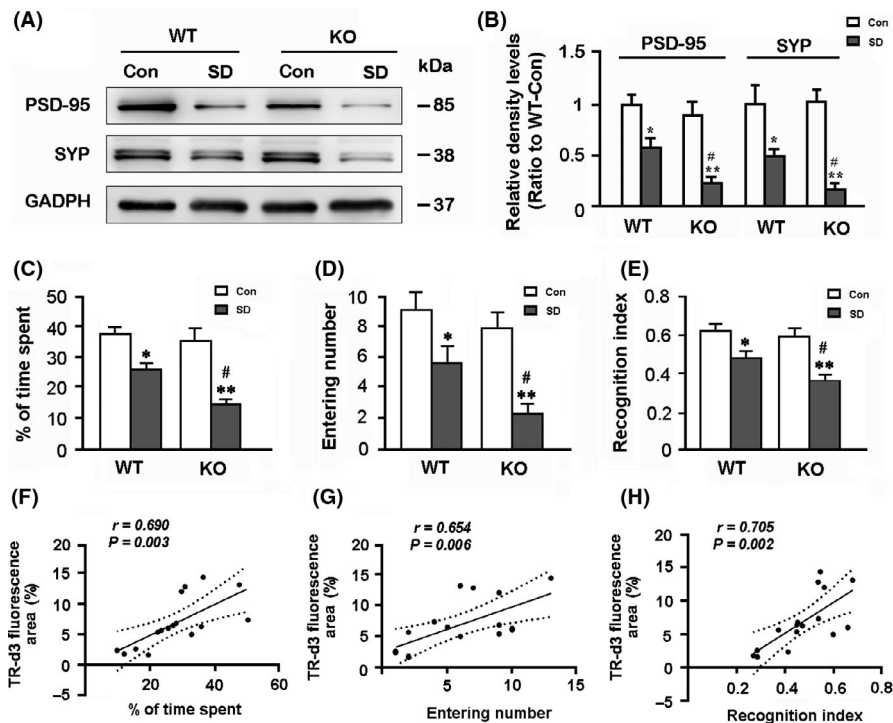 (A)
WT KO
Con SD Con SD kDa
PSD-95 –85
SYP –38
GADPH –37
(B)
Con
SD
PSD-95 SYP
Relative density levels
(Ratio to WT-Con)
1.5
1
0.5
0
* # ** * # **
WT KO WT KO
(C)
Con
SD
% of time spent
50
40
30
20
10
0
* # **
WT KO
(D)
Con
SD
Entering number
10
8
6
4
2
0
* # **
WT KO
(E)
Con
SD
Recognition index
0.8
0.6
0.4
0.2
0
* # **
WT KO
(F)
r = 0.690
P = 0.003
TR-d3 fluorescence
area (%)
20
15
10
5
0
–5
20 40 60
% of time spent
(G)
r = 0.654
P = 0.006
TR-d3 fluorescence
area (%)
20
15
10
5
0
–5
5 10 15
Entering number
(H)
r = 0.705
P = 0.002
TR-d3 fluorescence
area (%)
20
15
10
5
0
–5
0.2 0.4 0.6 0.8
Recognition index